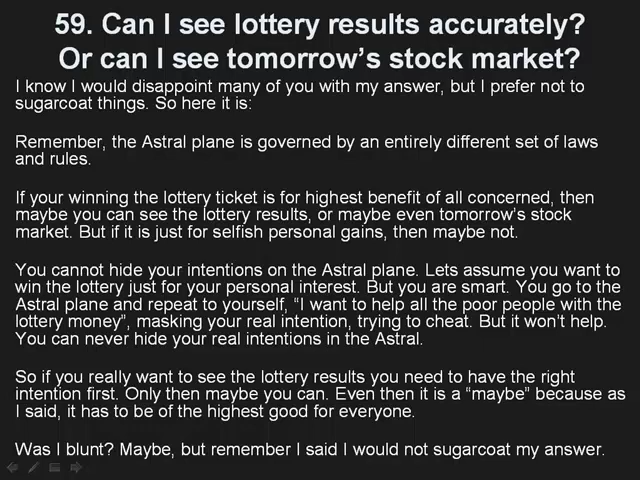 59. Can I see lottery results accurately?
Or can I see tomorrow's stock market?
I know I would disappoint many of you with my answer, but I prefer not to
sugarcoat things. So here it is:
Remember, the Astral plane is governed by an entirely different set of laws
and rules.
If your winning the lottery ticket is for highest benefit of all concerned, then
maybe you can see the lottery results, or maybe even tomorrow's stock
market. But if it is just for selfish personal gains, then maybe not.
You cannot hide your intentions on the Astral plane. Lets assume you want to
win the lottery just for your personal interest. But you are smart. You go to the
Astral plane and repeat to yourself, “I want to help all the poor people with the
lottery money”, masking your real intention, trying to cheat. But it won't help.
You can never hide your real intentions in the Astral.
So if you really want to see the lottery results you need to have the right
intention first. Only then maybe you can. Even then it is a “maybe” because as
I said, it has to be of the highest good for everyone.
Was I blunt? Maybe, but remember I said I would not sugarcoat my answer.